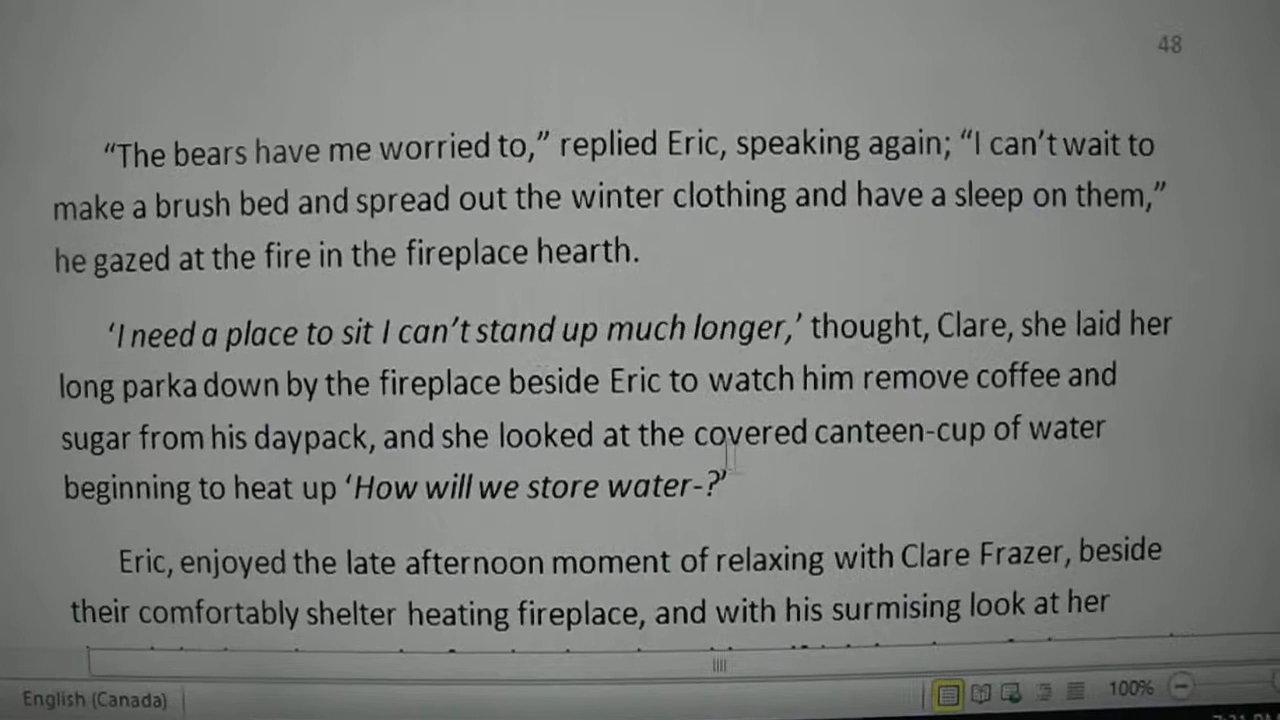 48
“The bears have me worried to,” replied Eric, speaking again; “I can’t wait to
make a brush bed and spread out the winter clothing and have a sleep on them,”
he gazed at the fire in the fireplace hearth.
‘I need a place to sit I can’t stand up much longer,’ thought, Clare, she laid her
long parka down by the fireplace beside Eric to watch him remove coffee and
sugar from his daypack, and she looked at the covered canteen-cup of water
beginning to heat up ‘How will we store water-?’
Eric, enjoyed the late afternoon moment of relaxing with Clare Frazer, beside
their comfortably shelter heating fireplace, and with his surmising look at her
English (Canada)
100%